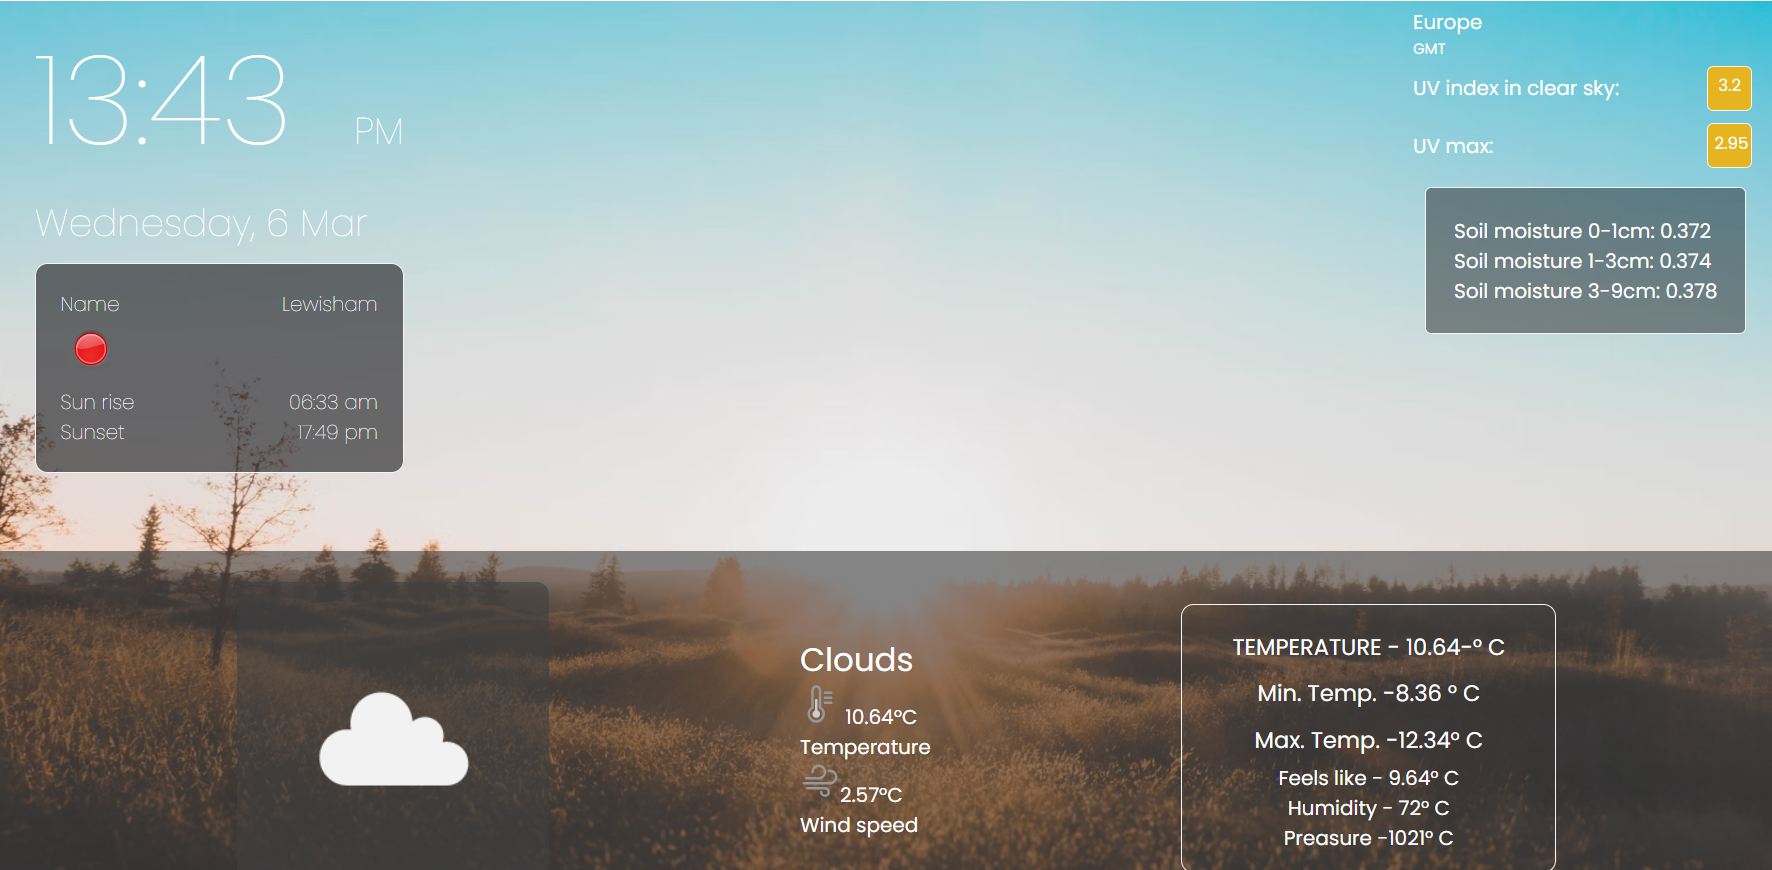 13:43 PM
Wednesday, 6 Mar
Name Lewisham
Sun rise 06:33 am
Sunset 17:49 pm
Europe
GMT
UV index in clear sky: 3.2
UV max: 2.95
Soil moisture 0-1cm: 0.372
Soil moisture 1-3cm: 0.374
Soil moisture 3-9cm: 0.378
Clouds
10.64°C
Temperature
2.57°C
Wind speed
TEMPERATURE - 10.64-° C
Min. Temp. -8.36 ° C
Max. Temp. -12.34° C
Feels like - 9.64° C
Humidity - 72° C
Preasure -1021° C